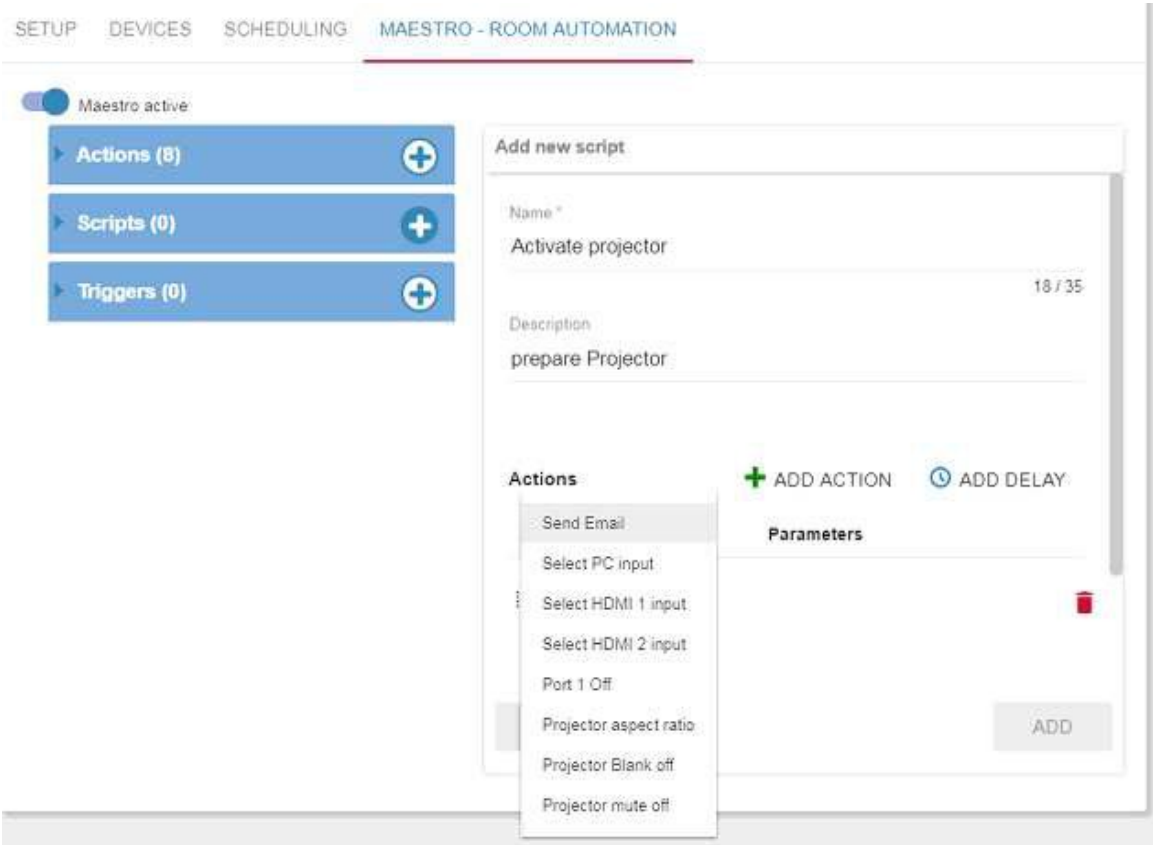 SETUP DEVICES SCHEDULING MAESTRO - ROOM AUTOMATION
Maestro active
Actions (8)
Scripts (0)
Triggers (0)
Add new script
Name *
Activate projector
18 / 35
Description
prepare Projector
Actions ADD ACTION ADD DELAY
Parameters
Send Email
Select PC input
Select HDMI 1 input
Select HDMI 2 input
Port 1 Off
Projector aspect ratio
Projector Blank off
Projector mute off
ADD